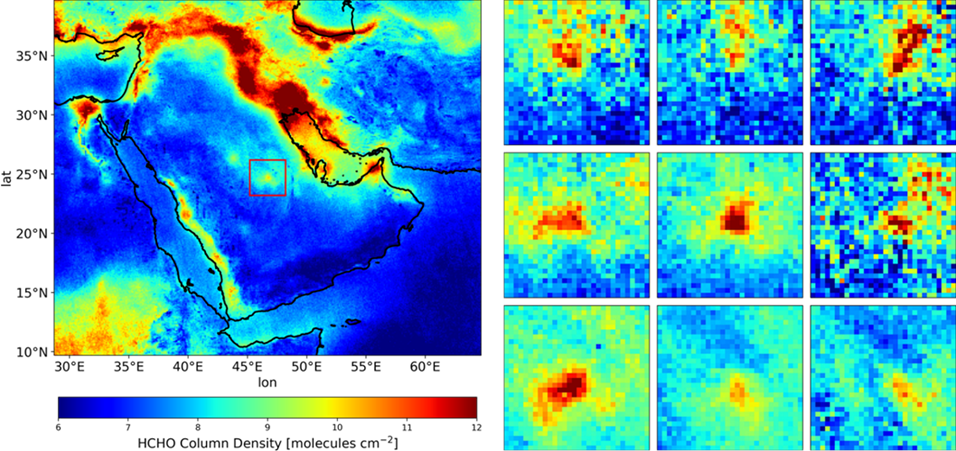 35°N
30°N
25°N
20°N
15°N
10°N
lat
30°E 35°E 40°E 45°E 50°E 55°E 60°E
lon
6 7 8 9 10 11 12
HCHO Column Density [molecules cm⁻²]